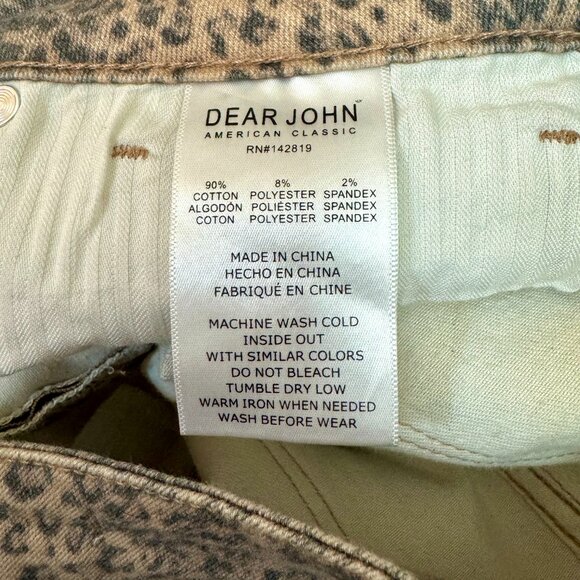 DEAR JOHN
AMERICAN CLASSIC
RN#142819
90% 8% 2%
COTTON POLYESTER SPANDEX
ALGODÓN POLIÉSTER SPANDEX
COTON POLYESTER SPANDEX
MADE IN CHINA
HECHO EN CHINA
FABRIQUÉ EN CHINE
MACHINE WASH COLD
INSIDE OUT
WITH SIMILAR COLORS
DO NOT BLEACH
TUMBLE DRY LOW
WARM IRON WHEN NEEDED
WASH BEFORE WEAR